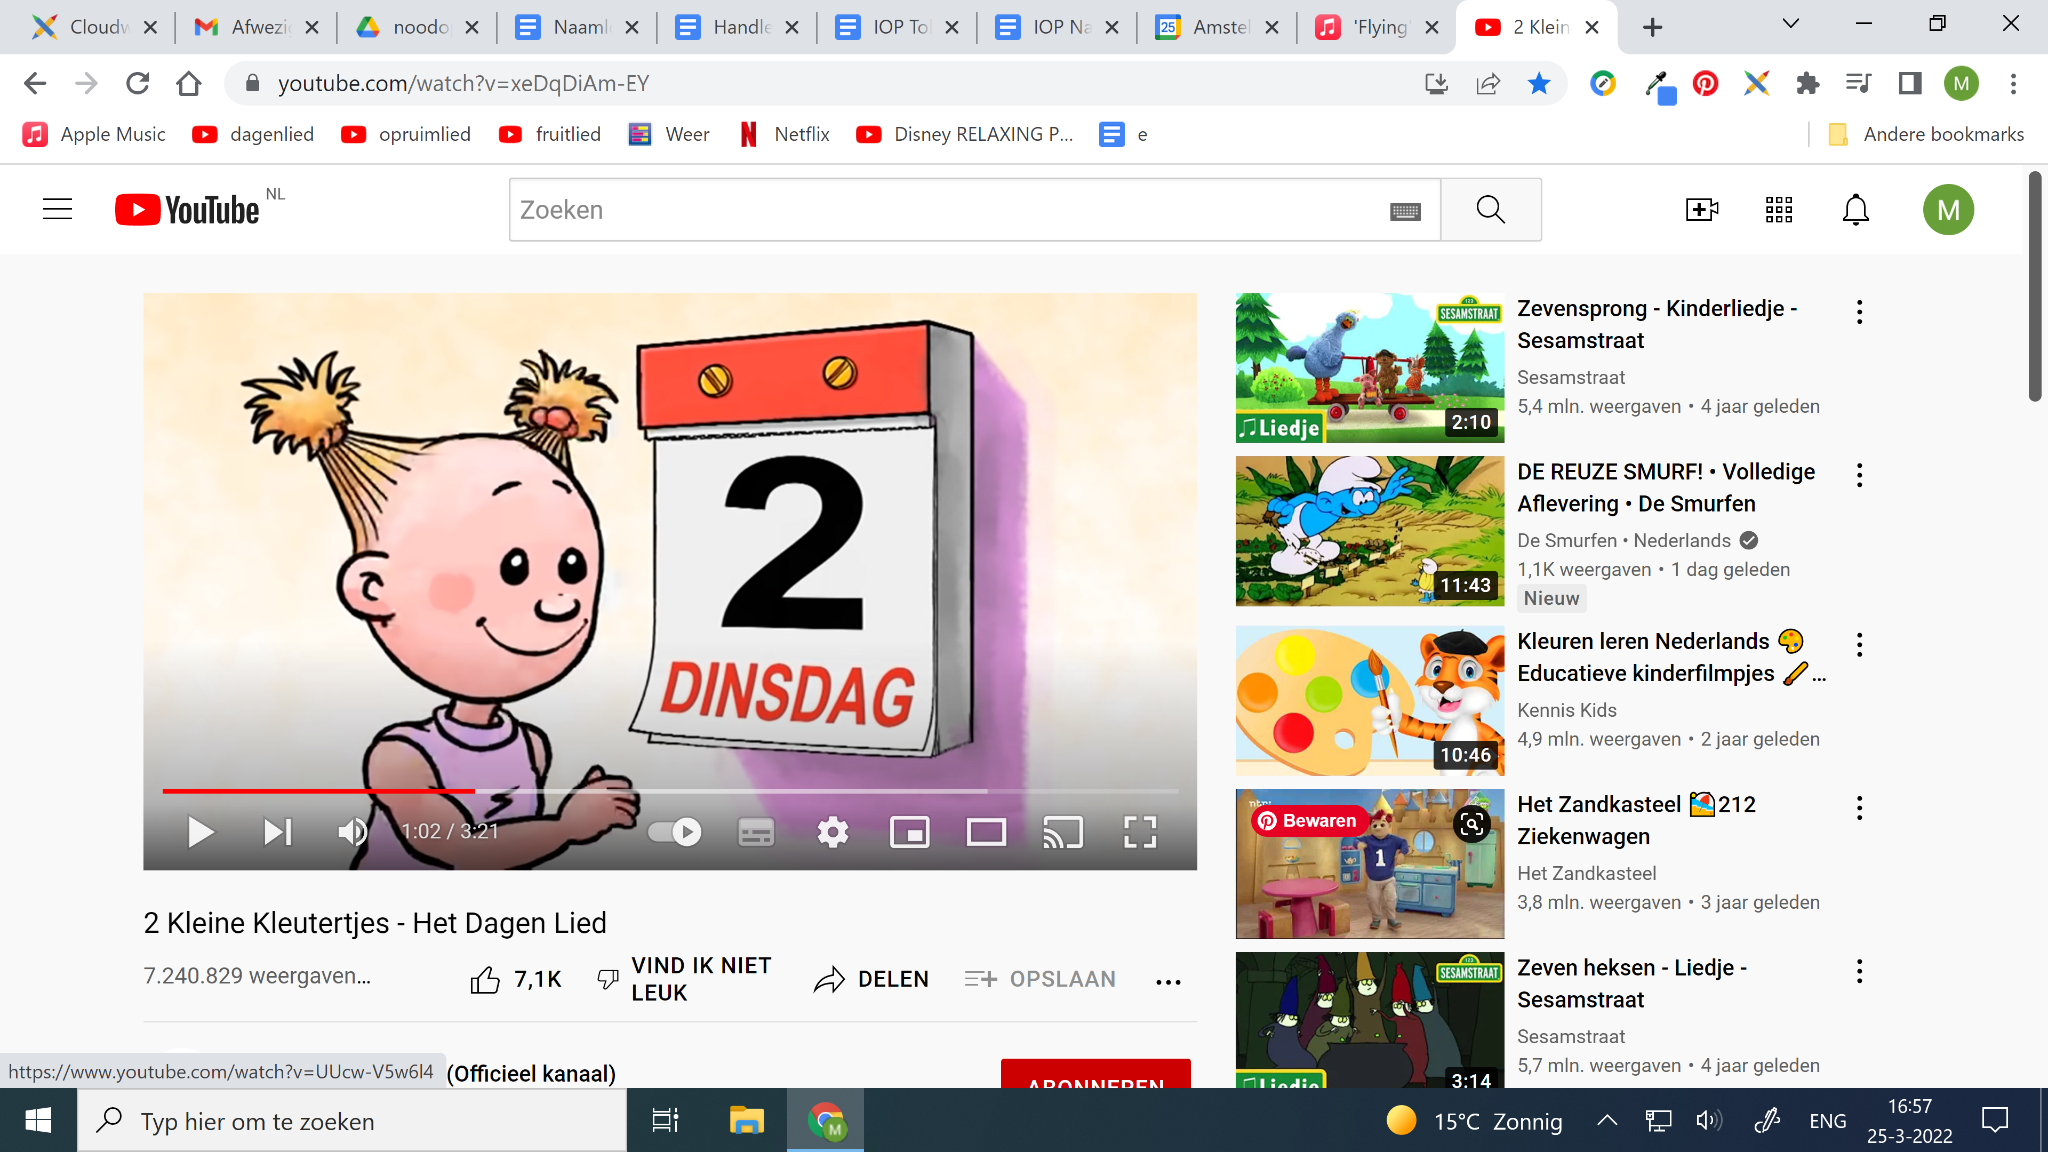 Cloudw
Afwezi
noodo
Naaml
Handle
IOP To
IOP Na
25
Amstel
'Flying'
2 Klein
youtube.com/watch?v=xeDqDiAm-EY
M
Apple Music
dagenlied
opruimlied
fruitlied
Weer
Netflix
Disney RELAXING P...
e
Andere bookmarks
YouTube NL
Zoeken
M
2
DINSDAG
1:02 / 3:21
2 Kleine Kleutertjes - Het Dagen Lied
7.240.829 weergaven...
7,1K
VIND IK NIET
LEUK
DELEN
OPSLAAN
(Officieel kanaal)
ABONNEREN
SESAMSTRAAT
Liedje
2:10
Zevensprong - Kinderliedje -
Sesamstraat
Sesamstraat
5,4 mln. weergaven • 4 jaar geleden
11:43
DE REUZE SMURF! • Volledige
Aflevering • De Smurfen
De Smurfen • Nederlands
1,1K weergaven • 1 dag geleden
Nieuw
10:46
Kleuren leren Nederlands 🎨
Educatieve kinderfilmpjes 🖌️...
Kennis Kids
4,9 mln. weergaven • 2 jaar geleden
Bewaren
1
Het Zandkasteel 🏖️212
Ziekenwagen
Het Zandkasteel
3,8 mln. weergaven • 3 jaar geleden
SESAMSTRAAT
Liedje
3:14
Zeven heksen - Liedje -
Sesamstraat
Sesamstraat
5,7 mln. weergaven • 4 jaar geleden
https://www.youtube.com/watch?v=UUcw-V5w6l4
Typ hier om te zoeken
M
15°C Zonnig
ENG
16:57
25-3-2022